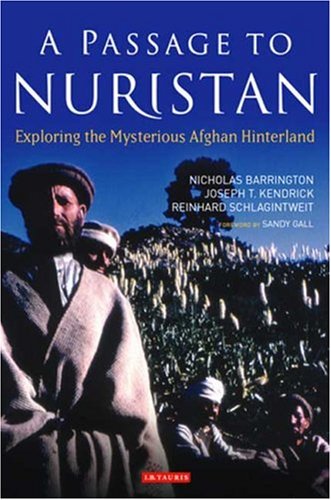 A PASSAGE TO
NURISTAN
Exploring the Mysterious Afghan Hinterland
NICHOLAS BARRINGTON
JOSEPH T. KENDRICK
REINHARD SCHLAGINTWEIT
FOREWORD BY SANDY GALL
I.B.TAURIS